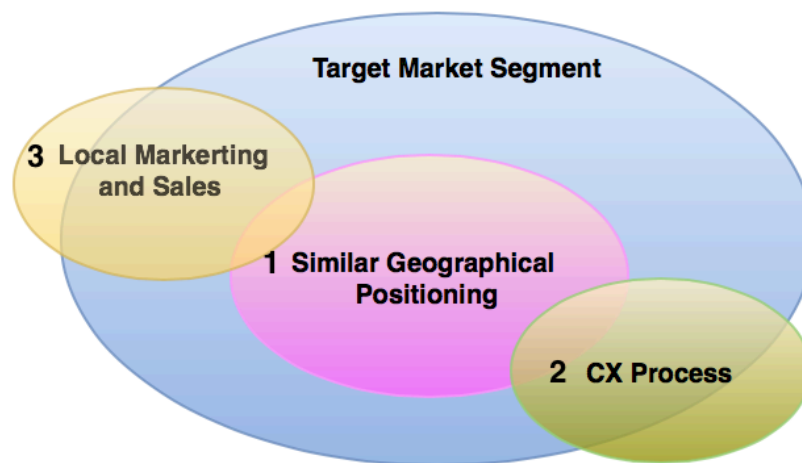 Target Market Segment
3 Local Markerting
and Sales
1 Similar Geographical
Positioning
2 CX Process